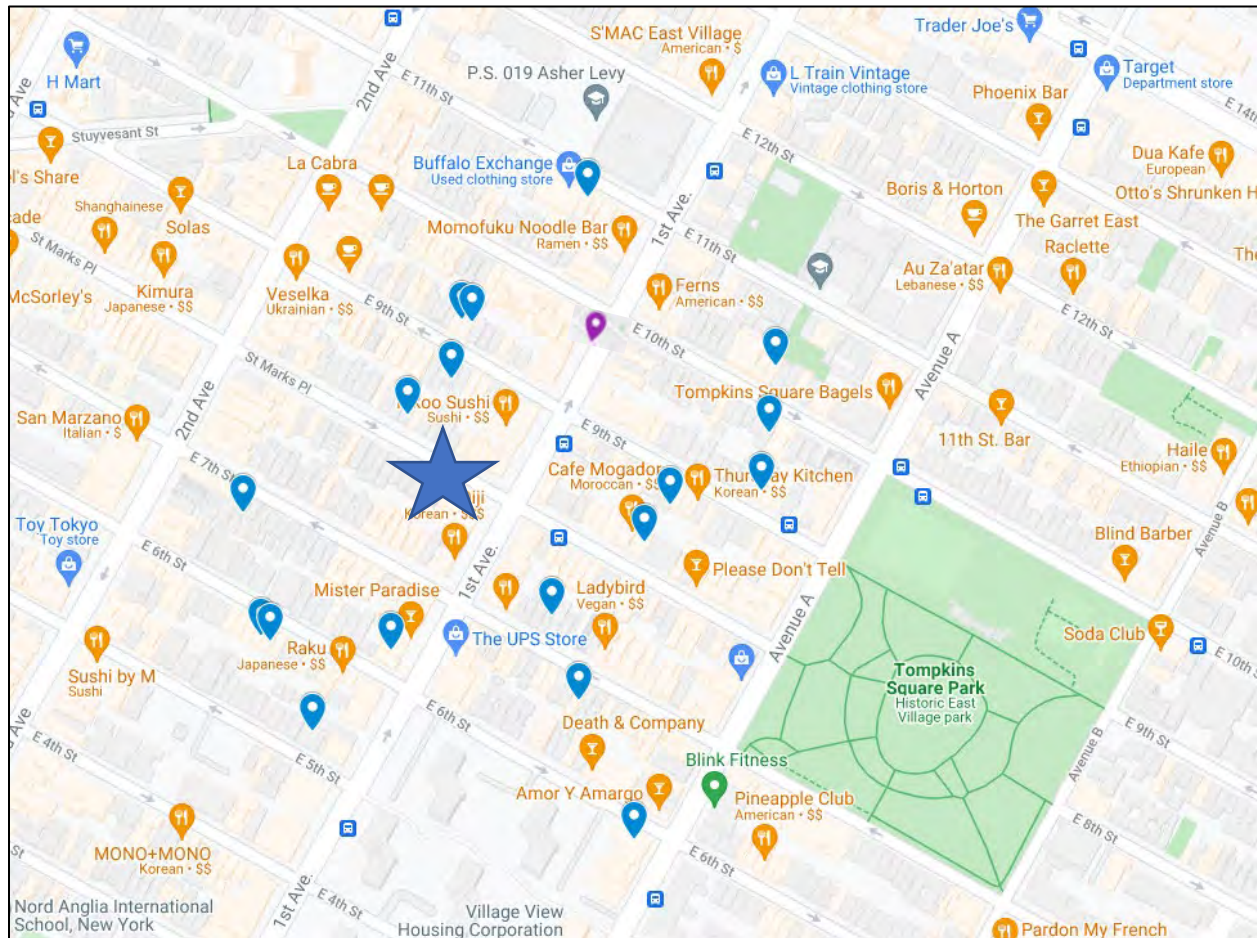 S'MAC East Village
American • $
Trader Joe's
H Mart
2nd Ave
E 11th St
P.S. 019 Asher Levy
L Train Vintage
Vintage clothing store
Target
Department store
Phoenix Bar
E 14th
Stuyvesant St
E 12th St
La Cabra
Buffalo Exchange
Used clothing store
Dua Kafe
European
Boris & Horton
Otto's Shrunken H
l's Share
Shanghainese
Solas
cade
Momofuku Noodle Bar
Ramen • $$
1st Ave.
E 11th St
The Garret East
Raclette
St Marks Pl
McSorley's
Kimura
Japanese • $$
Veselka
Ukrainian • $$
Ferns
American • $$
Au Za'atar
Lebanese • $$
E 9th St
E 10th St
E 12th St
St Marks Pl
Avenue A
San Marzano
Italian • $
2nd Ave
Koo Sushi
Sushi • $$
Tompkins Square Bagels
11th St. Bar
E 9th St
Haile
Ethiopian • $$
E 7th St
Cafe Mogador
Moroccan • $$
Kitchen
Korean • $$
iji
Korean • $$$
Toy Tokyo
Toy store
E 6th St
1st Ave.
Blind Barber
Avenue B
Please Don't Tell
Mister Paradise
Ladybird
Vegan • $$
Avenue A
The UPS Store
Soda Club
Raku
Japanese • $$
E 10th St
Sushi by M
Sushi
Tompkins
Square Park
Historic East
Village park
E 6th St
Death & Company
E 9th St
E 4th St
E 5th St
Blink Fitness
Avenue B
Amor Y Amargo
Pineapple Club
American • $$
E 8th St
MONO+MONO
Korean • $$
E 6th St
E 4th St
1st Ave.
Nord Anglia International
School, New York
Village View
Housing Corporation
Pardon My French